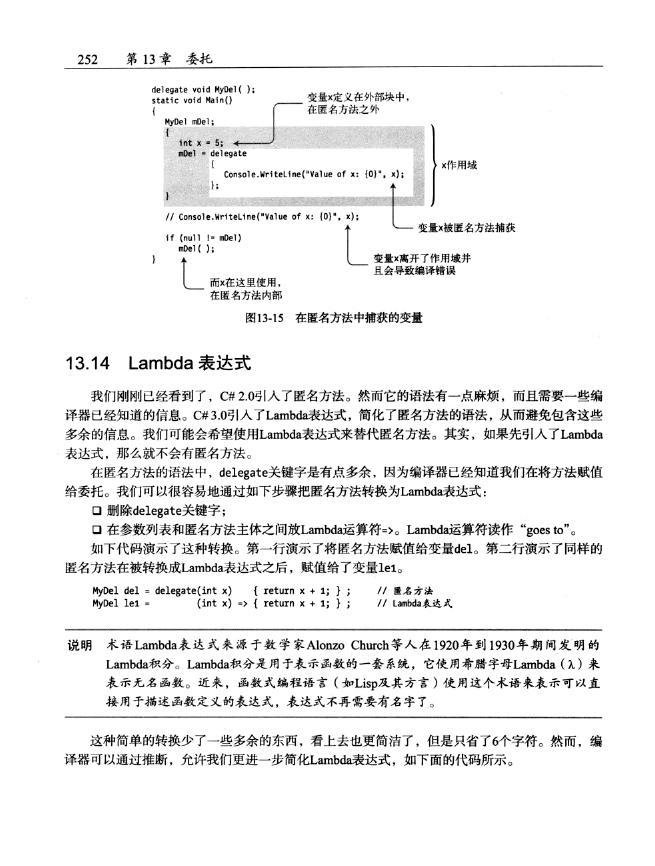 252 第 13 章 委托
delegate void MyDel( );
static void Main()
{
MyDel mDel;
{
int x = 5;
mDel = delegate
{
Console.WriteLine("Value of x: {0}", x);
};
}
// Console.WriteLine("Value of x: {0}", x);
if (null != mDel)
mDel( );
}
变量x定义在外部块中，
在匿名方法之外
x作用域
变量x被匿名方法捕获
变量x离开了作用域并
且会导致编译错误
而x在这里使用，
在匿名方法内部
图13-15 在匿名方法中捕获的变量
13.14 Lambda 表达式
我们刚刚已经看到了，C# 2.0引入了匿名方法。然而它的语法有一点麻烦，而且需要一些编
译器已经知道的信息。C# 3.0引入了Lambda表达式，简化了匿名方法的语法，从而避免包含这些
多余的信息。我们可能会希望使用Lambda表达式来替代匿名方法。其实，如果先引入了Lambda
表达式，那么就不会有匿名方法。
在匿名方法的语法中，delegate关键字是有点多余，因为编译器已经知道我们在将方法赋值
给委托。我们可以很容易地通过如下步骤把匿名方法转换为Lambda表达式：
❑ 删除delegate关键字；
❑ 在参数列表和匿名方法主体之间放Lambda运算符=>。Lambda运算符读作“goes to”。
如下代码演示了这种转换。第一行演示了将匿名方法赋值给变量del。第二行演示了同样的
匿名方法在被转换成Lambda表达式之后，赋值给了变量le1。
MyDel del = delegate(int x) { return x + 1; } ; // 匿名方法
MyDel le1 = (int x) => { return x + 1; } ; // Lambda表达式
说明 术语Lambda表达式来源于数学家Alonzo Church等人在1920年到1930年期间发明的
Lambda积分。Lambda积分是用于表示函数的一套系统，它使用希腊字母Lambda（λ）来
表示无名函数。近来，函数式编程语言（如Lisp及其方言）使用这个术语来表示可以直
接用于描述函数定义的表达式，表达式不再需要有名字了。
这种简单的转换少了一些多余的东西，看上去也更简洁了，但是只省了6个字符。然而，编
译器可以通过推断，允许我们更进一步简化Lambda表达式，如下面的代码所示。